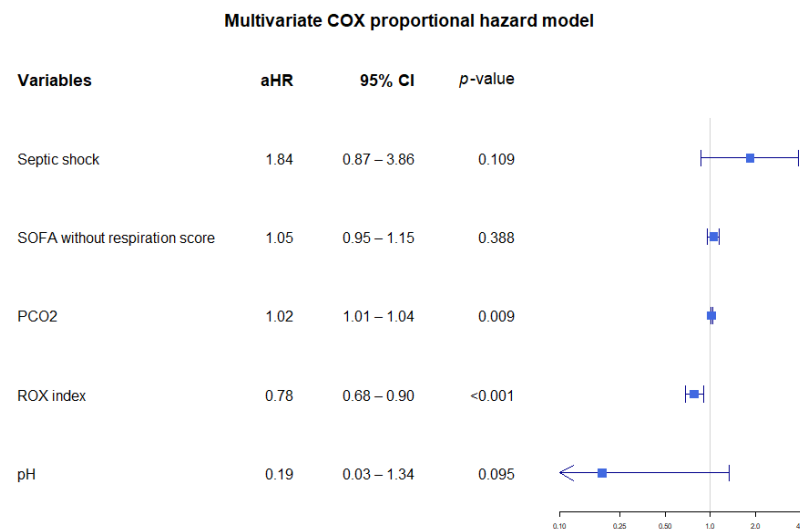 Multivariate COX proportional hazard model
Variables aHR 95% CI p-value
Septic shock 1.84 0.87 – 3.86 0.109
SOFA without respiration score 1.05 0.95 – 1.15 0.388
PCO2 1.02 1.01 – 1.04 0.009
ROX index 0.78 0.68 – 0.90 <0.001
pH 0.19 0.03 – 1.34 0.095
0.10 0.25 0.50 1.0 2.0 4